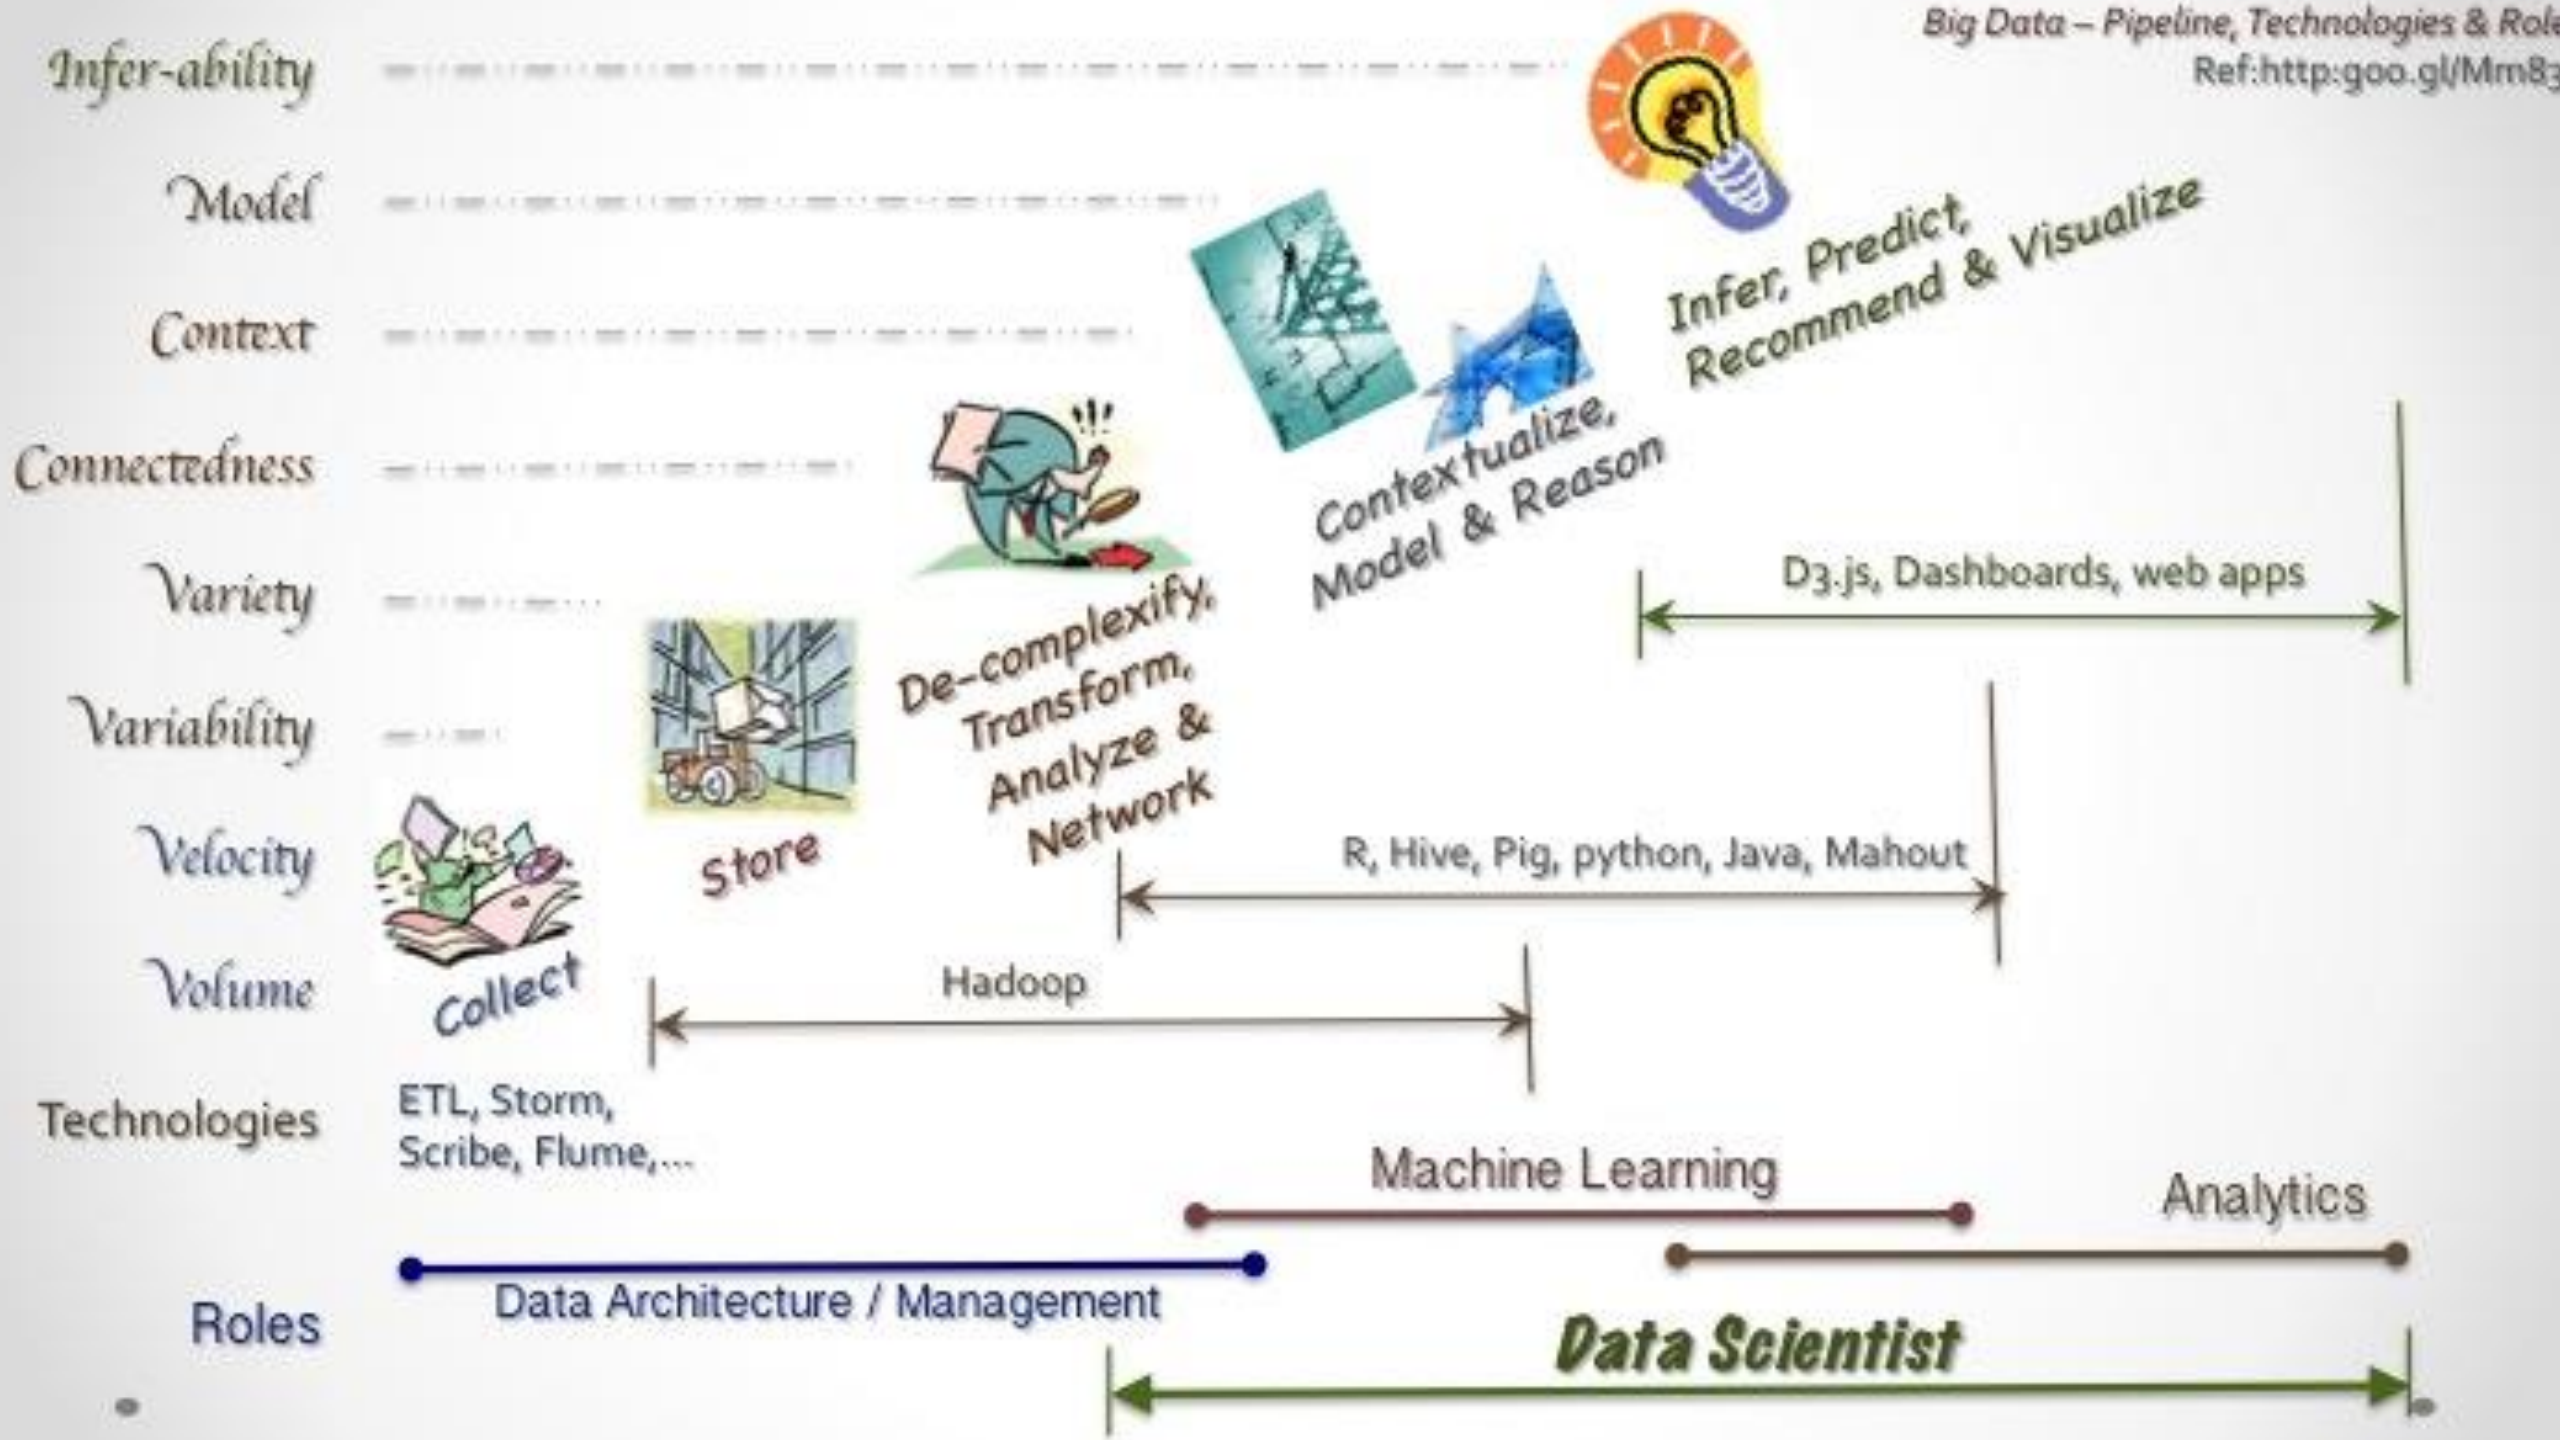 Big Data – Pipeline, Technologies & Role
Ref:http:goo.gl/Mm83
Infer-ability
Model
Context
Connectedness
Variety
Variability
Velocity
Volume
Technologies
Roles
Infer, Predict,
Recommend & Visualize
Contextualize,
Model & Reason
De-complexify,
Transform,
Analyze &
Network
Store
Collect
D3.js, Dashboards, web apps
R, Hive, Pig, python, Java, Mahout
Hadoop
ETL, Storm,
Scribe, Flume,...
Machine Learning
Analytics
Data Architecture / Management
Data Scientist